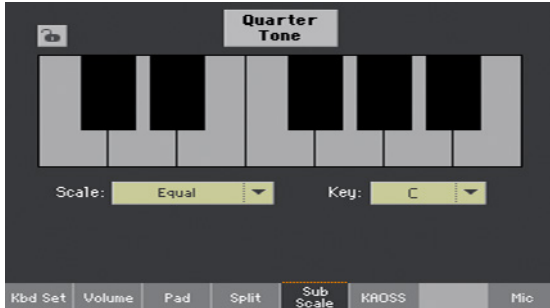 Quarter
Tone
Scale: Equal Key: C
Kbd Set Volume Pad Split Sub Scale KAOSS Mic